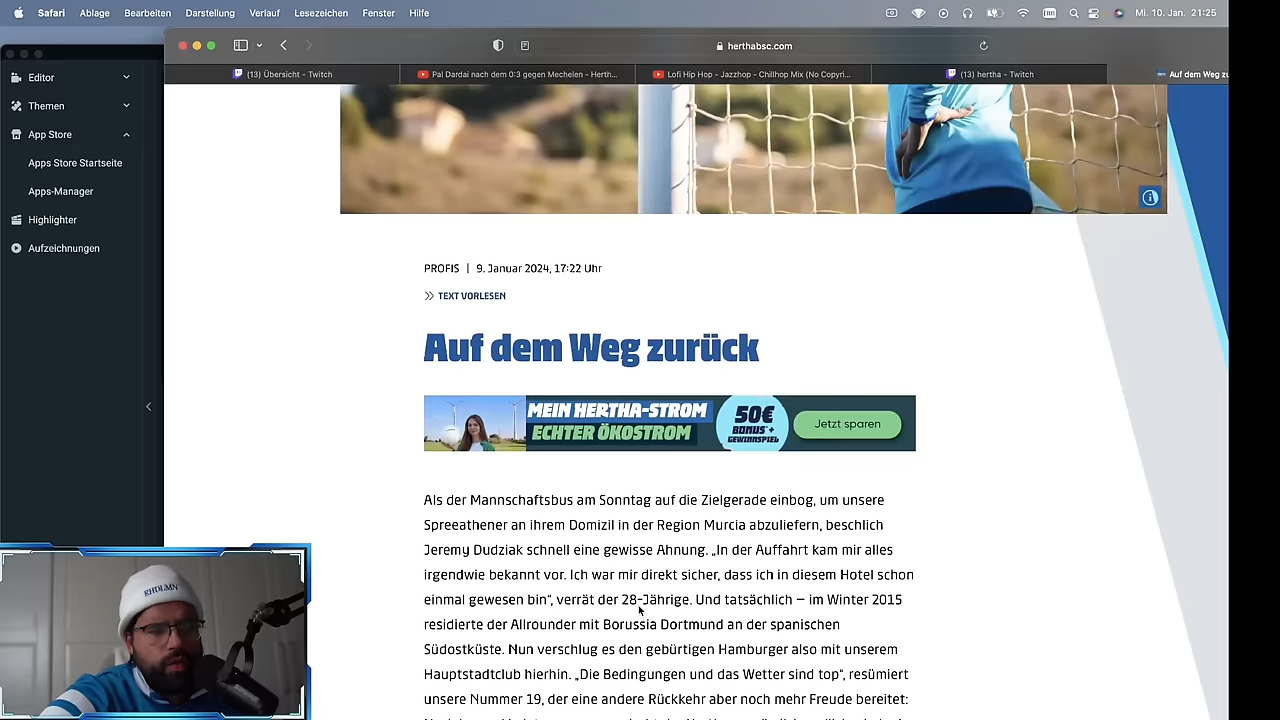 Safari Ablage Bearbeiten Darstellung Verlauf Lesezeichen Fenster Hilfe
Mi. 10. Jan. 21:25
herthabsc.com
(13) Übersicht - Twitch
Pal Dardai nach dem 0:3 gegen Mechelen - Herth...
Lofi Hip Hop - Jazzhop - Chillhop Mix (No Copyri...
(13) hertha - Twitch
Auf dem Weg zu
Editor
Themen
App Store
Apps Store Startseite
Apps-Manager
Highlighter
Aufzeichnungen
PROFIS | 9. Januar 2024, 17:22 Uhr
TEXT VORLESEN
Auf dem Weg zurück
MEIN HERTHA-STROM
ECHTER ÖKOSTROM
50€
BONUS* +
GEWINNSPIEL
Jetzt sparen
Als der Mannschaftsbus am Sonntag auf die Zielgerade einbog, um unsere
Spreeathener an ihrem Domizil in der Region Murcia abzuliefern, beschlich
Jeremy Dudziak schnell eine gewisse Ahnung. „In der Auffahrt kam mir alles
irgendwie bekannt vor. Ich war mir direkt sicher, dass ich in diesem Hotel schon
einmal gewesen bin“, verrät der 28-Jährige. Und tatsächlich – im Winter 2015
residierte der Allrounder mit Borussia Dortmund an der spanischen
Südostküste. Nun verschlug es den gebürtigen Hamburger also mit unserem
Hauptstadtclub hierhin. „Die Bedingungen und das Wetter sind top“, resümiert
unsere Nummer 19, der eine andere Rückkehr aber noch mehr Freude bereitet: